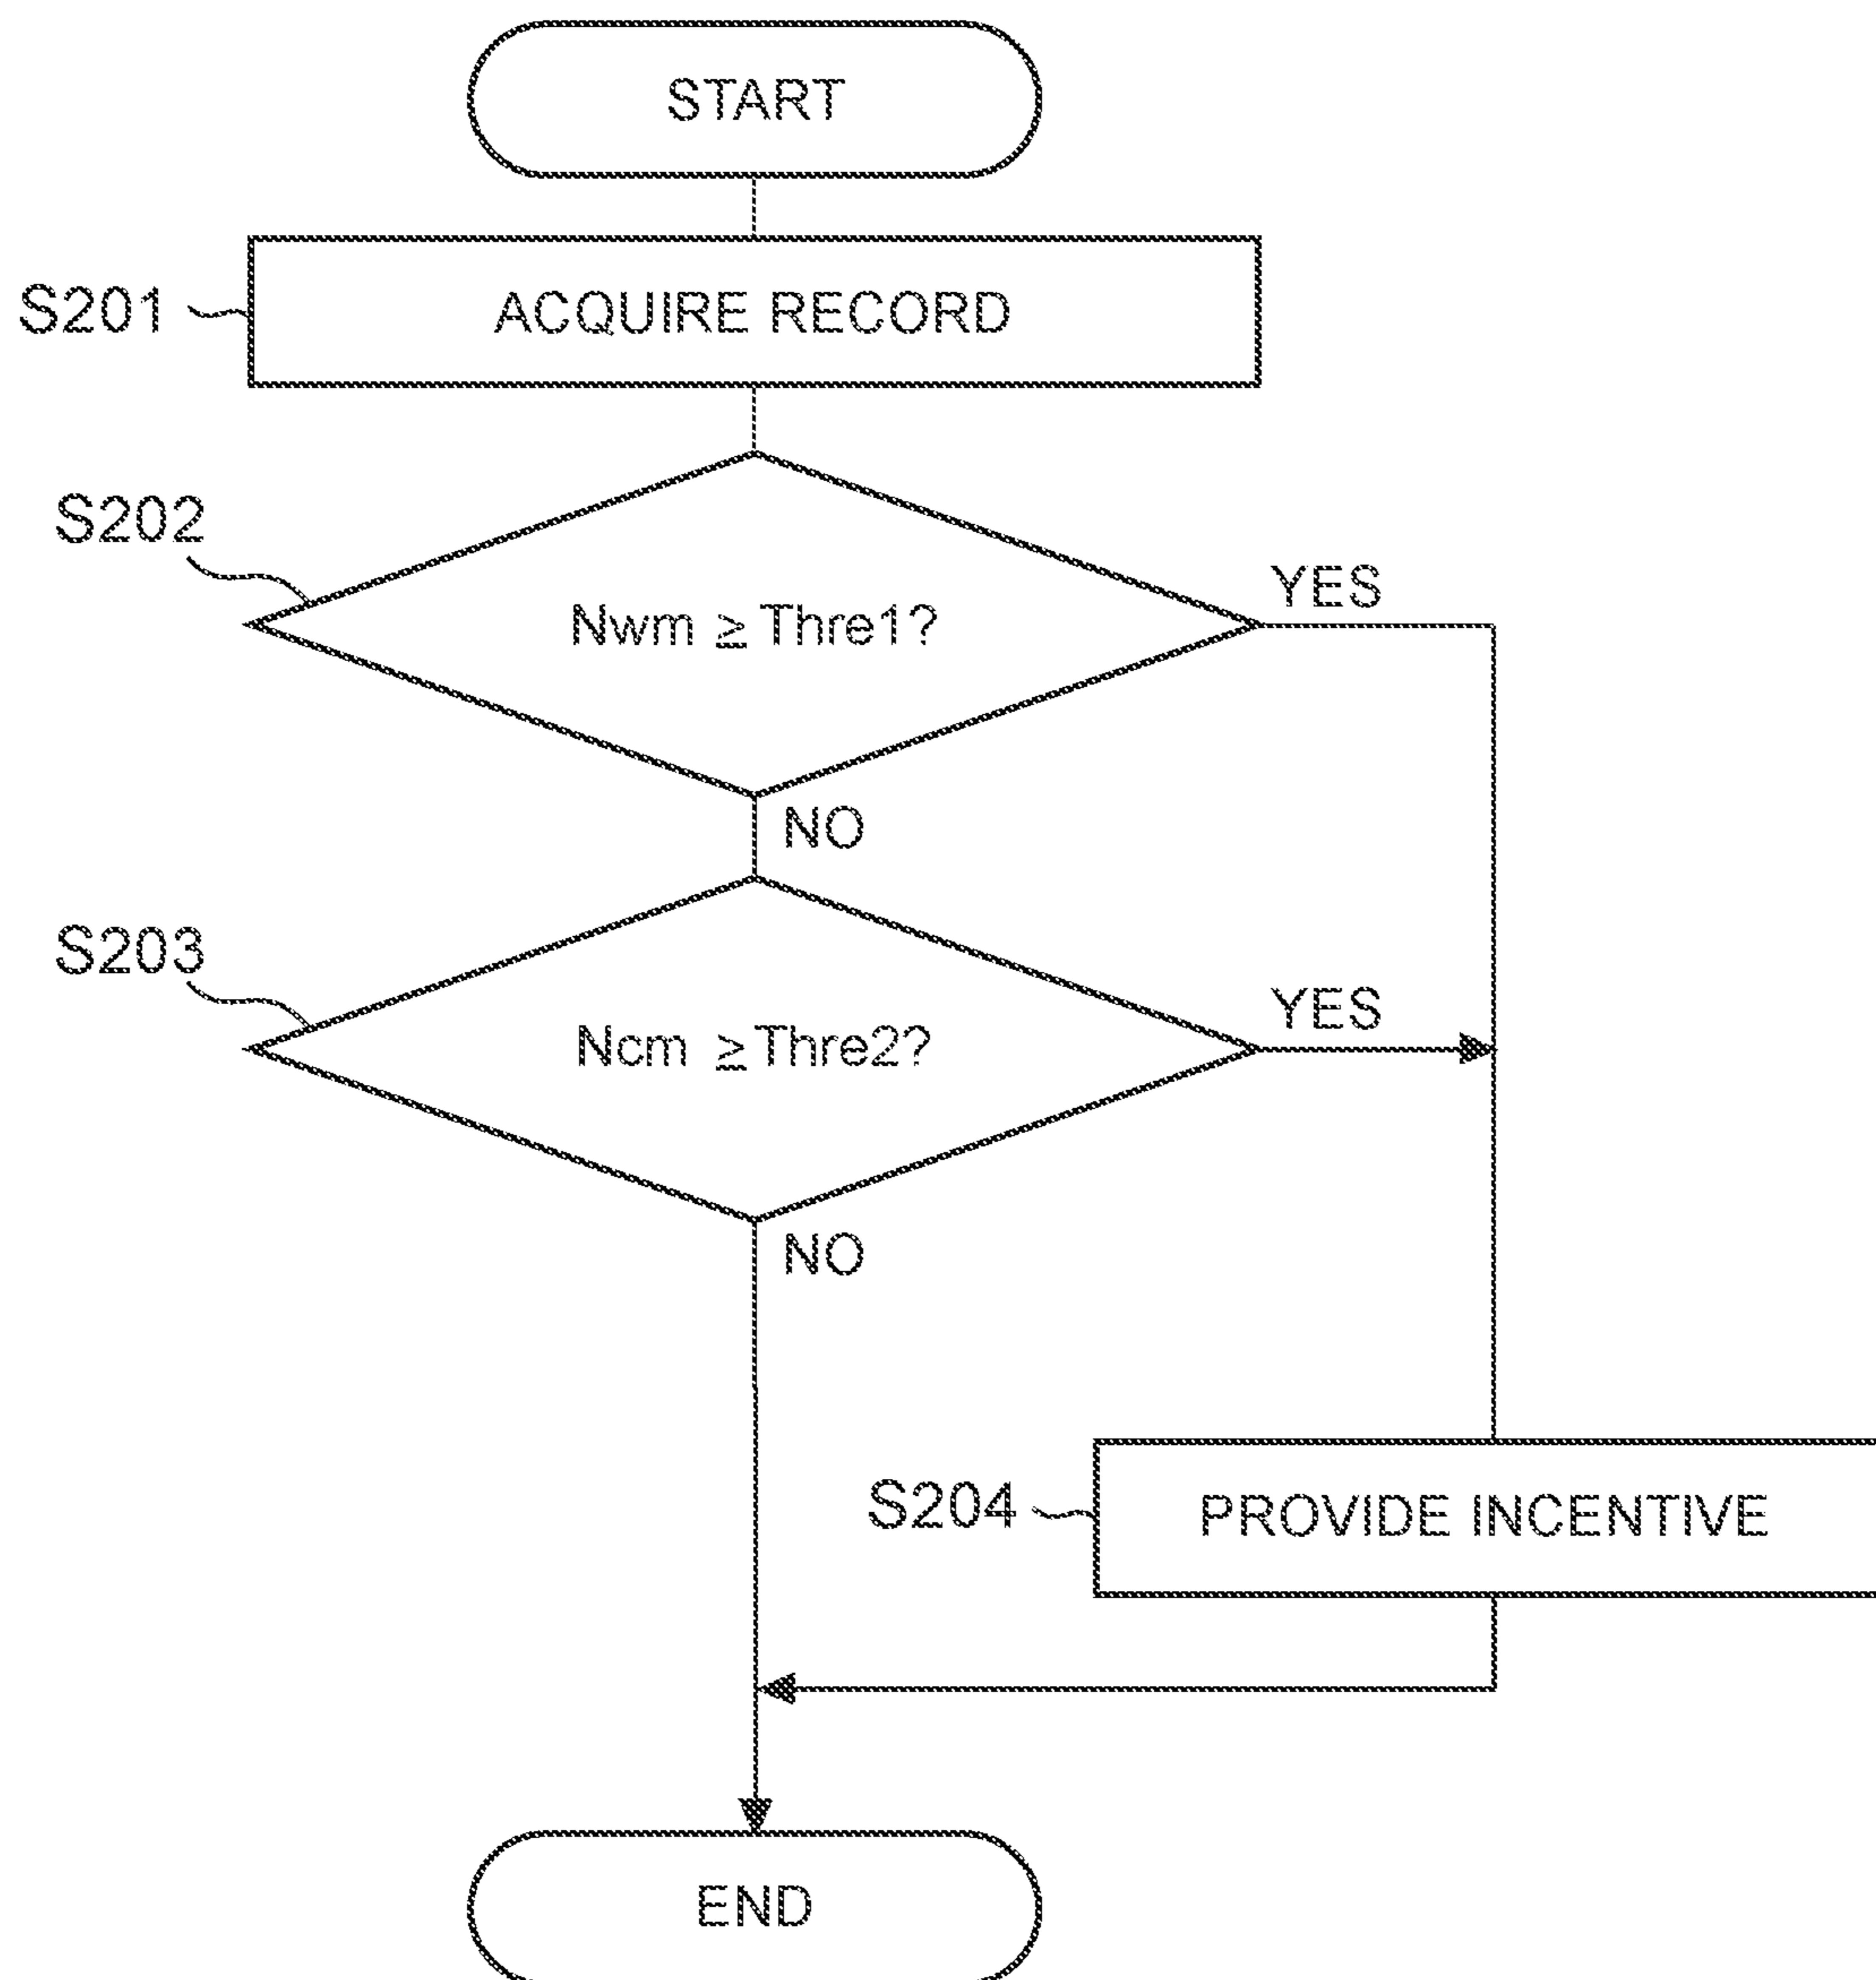 START
S201
ACQUIRE RECORD
S202
Nwm ≧ Thre1?
YES
NO
S203
Ncm ≧ Thre2?
YES
NO
S204
PROVIDE INCENTIVE
END